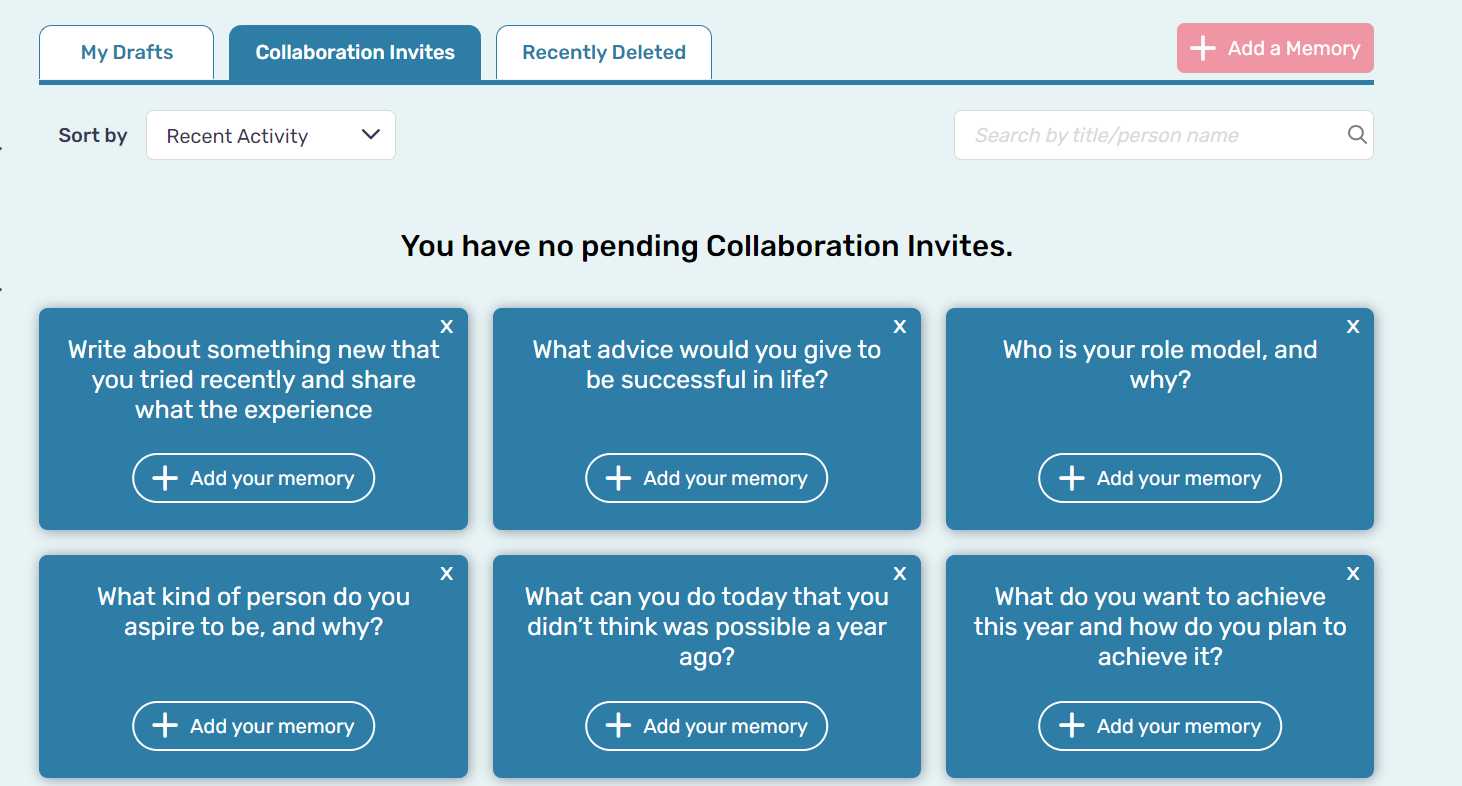 My Drafts
Collaboration Invites
Recently Deleted
Add a Memory
Sort by
Recent Activity
Search by title/person name
You have no pending Collaboration Invites.
X
Write about something new that
you tried recently and share
what the experience
Add your memory
X
What advice would you give to
be successful in life?
Add your memory
X
Who is your role model, and
why?
Add your memory
X
What kind of person do you
aspire to be, and why?
Add your memory
X
What can you do today that you
didn’t think was possible a year
ago?
Add your memory
X
What do you want to achieve
this year and how do you plan to
achieve it?
Add your memory